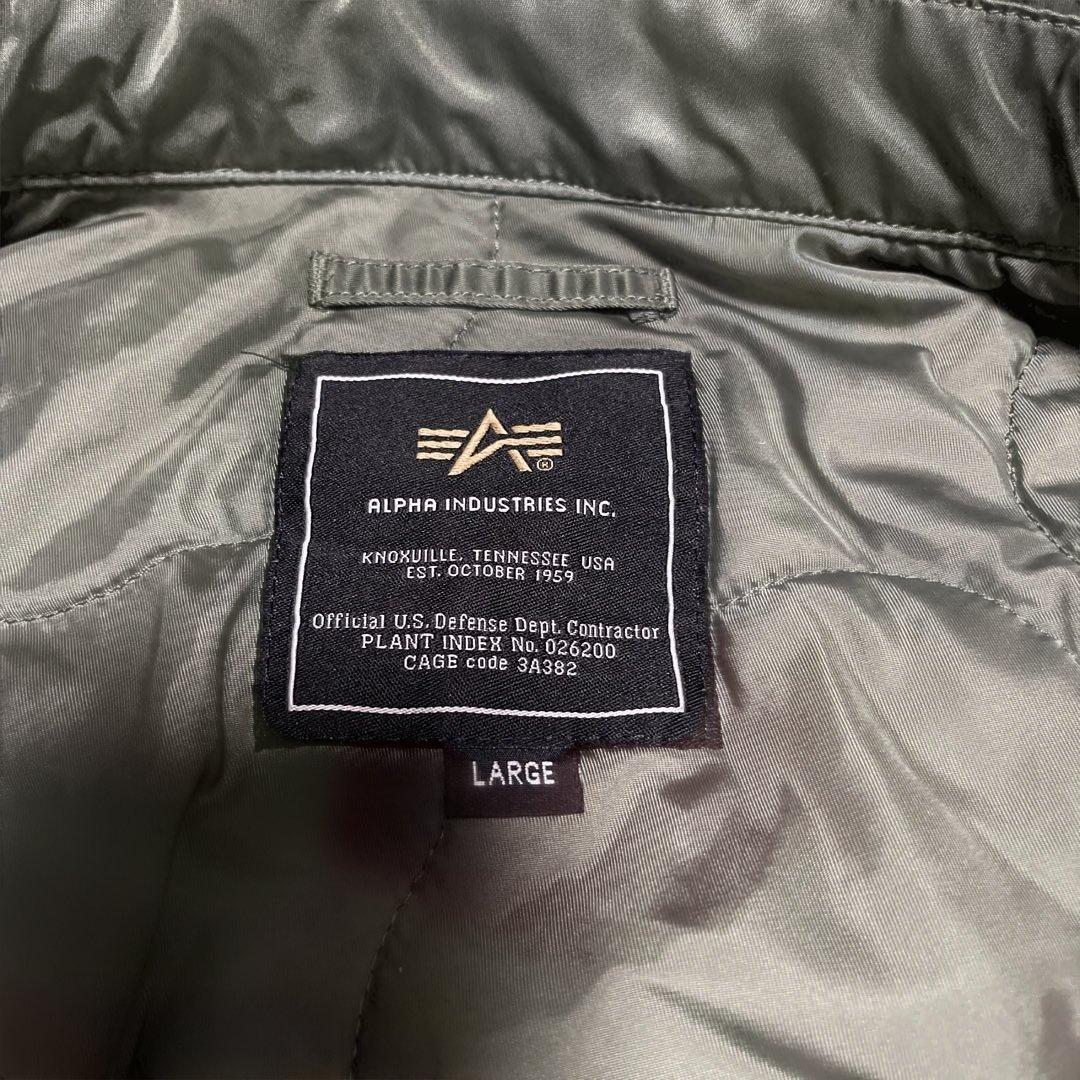 ®
ALPHA INDUSTRIES INC.
KNOXVILLE, TENNESSEE USA
EST. OCTOBER 1959
Official U.S. Defense Dept. Contractor
PLANT INDEX No. 026200
CAGE code 3A382
LARGE